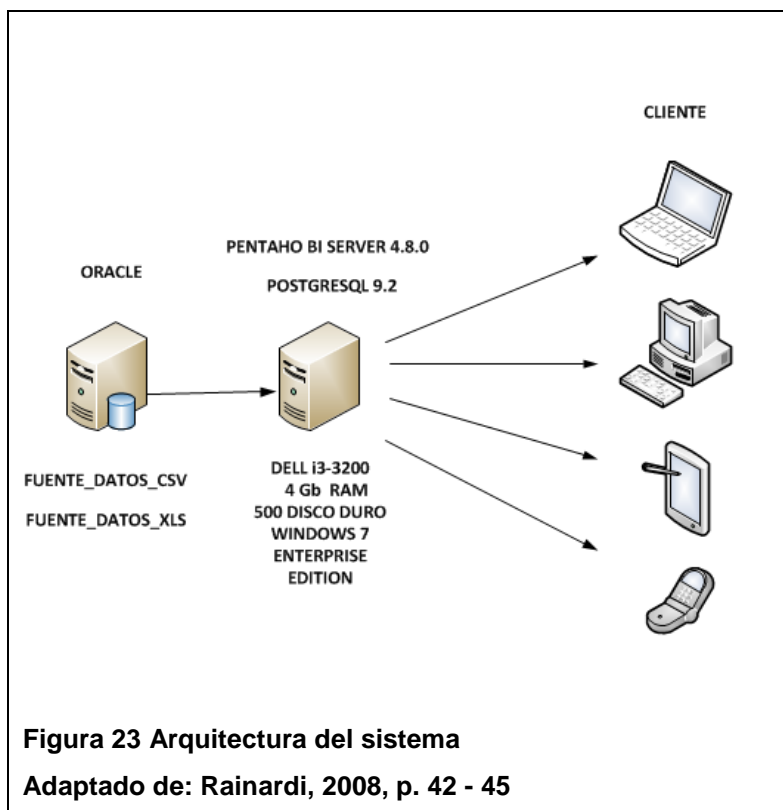 CLIENTE
PENTAHO BI SERVER 4.8.0
ORACLE
POSTGRESQL 9.2
FUENTE_DATOS_CSV
FUENTE_DATOS_XLS
DELL i3-3200
4 Gb RAM
500 DISCO DURO
WINDOWS 7
ENTERPRISE
EDITION
Figura 23 Arquitectura del sistema
Adaptado de: Rainardi, 2008, p. 42 - 45